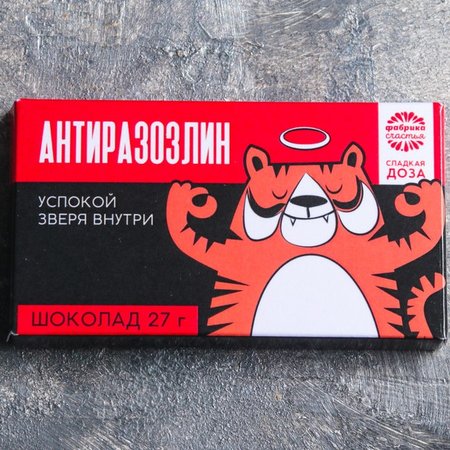 АНТИРАЗОЗЛИН
УСПОКОЙ
ЗВЕРЯ ВНУТРИ
ШОКОЛАД 27 г
фабрика
счастья
СЛАДКАЯ
ДОЗА